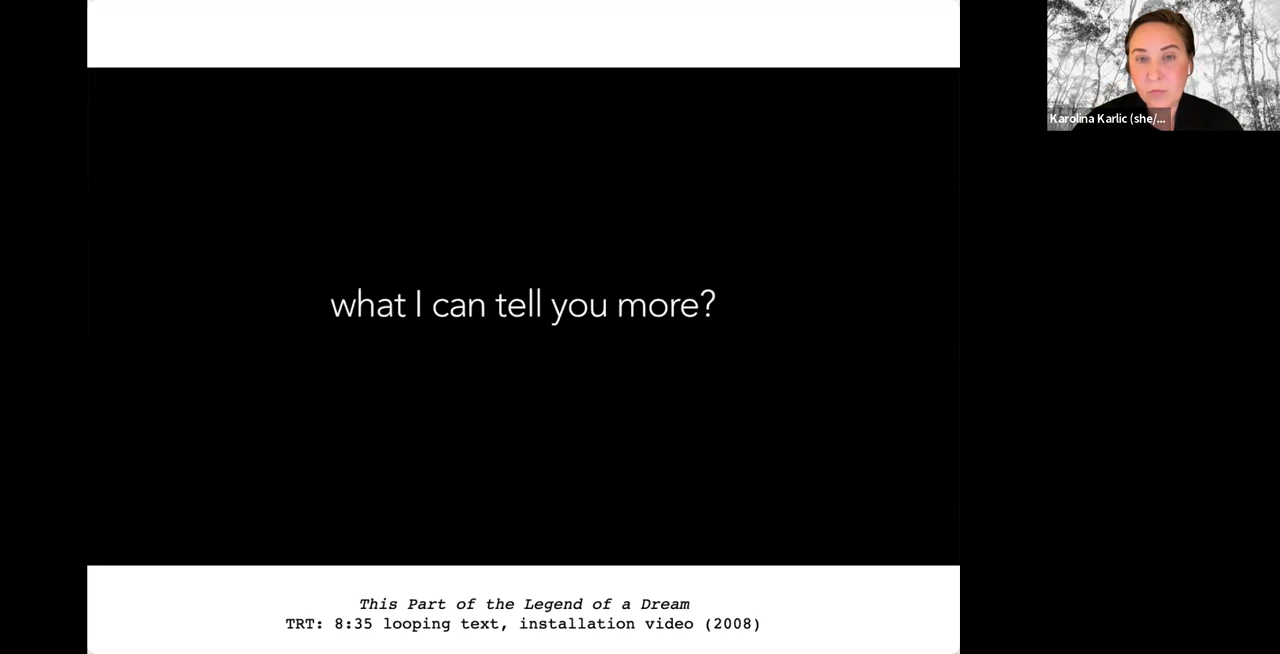 what I can tell you more?
This Part of the Legend of a Dream
TRT: 8:35 looping text, installation video (2008)
Karolina Karlic (she/...